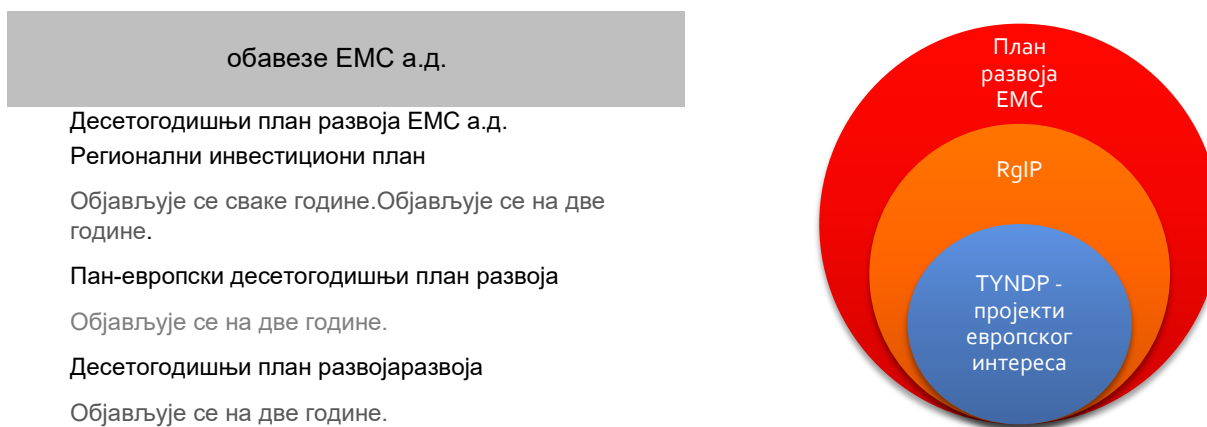 обавезе ЕМС а.д.
Десетогодишњи план развоја ЕМС а.д.
Регионални инвестициони план
Објављује се сваке године.Објављује се на две
године.
Пан-европски десетогодишњи план развоја
Објављује се на две године.
Десетогодишњи план развојаразвоја
Објављује се на две године.
План
развоја
ЕМС
RgIP
TYNDP -
пројекти
европског
интереса